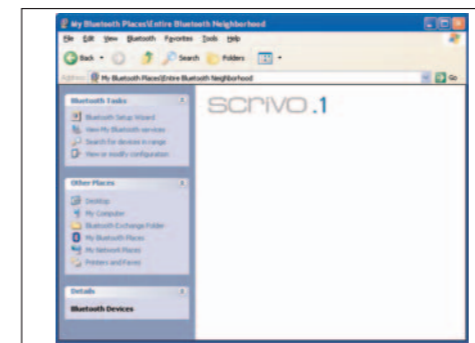 My Bluetooth Places\Entire Bluetooth Neighborhood
File Edit View Bluetooth Favorites Tools Help
Back Search Folders
Address My Bluetooth Places\Entire Bluetooth Neighborhood Go
Bluetooth Tasks
Bluetooth Setup Wizard
View My Bluetooth services
Search for devices in range
View or modify configuration
Other Places
Desktop
My Computer
Bluetooth Exchange Folder
My Bluetooth Places
My Network Places
Printers and Faxes
Details
Bluetooth Devices
SCRIVO.1